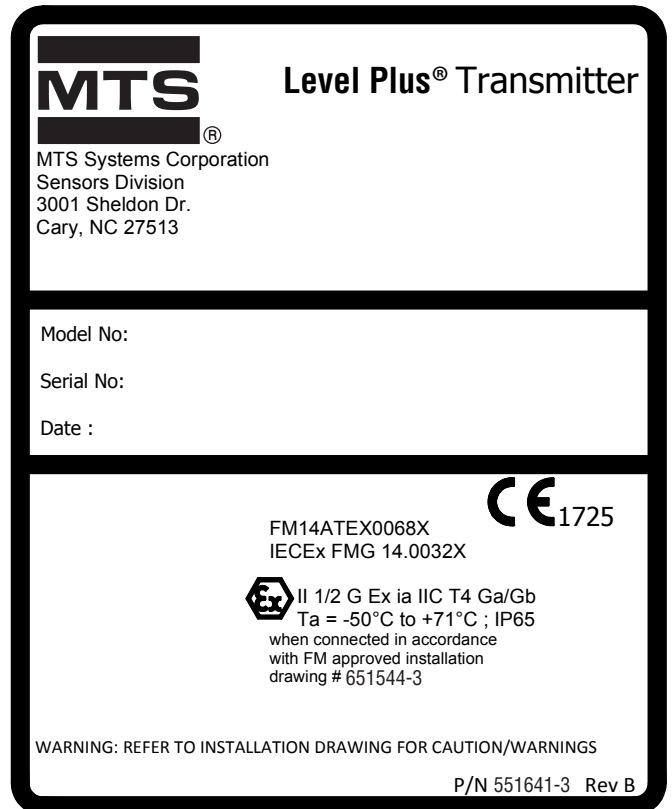 MTS
®
Level Plus® Transmitter
MTS Systems Corporation
Sensors Division
3001 Sheldon Dr.
Cary, NC 27513
Model No:
Serial No:
Date :
CE 1725
FM14ATEX0068X
IECEx FMG 14.0032X
Ex II 1/2 G Ex ia IIC T4 Ga/Gb
Ta = -50°C to +71°C ; IP65
when connected in accordance
with FM approved installation
drawing # 651544-3
WARNING: REFER TO INSTALLATION DRAWING FOR CAUTION/WARNINGS
P/N 551641-3 Rev B